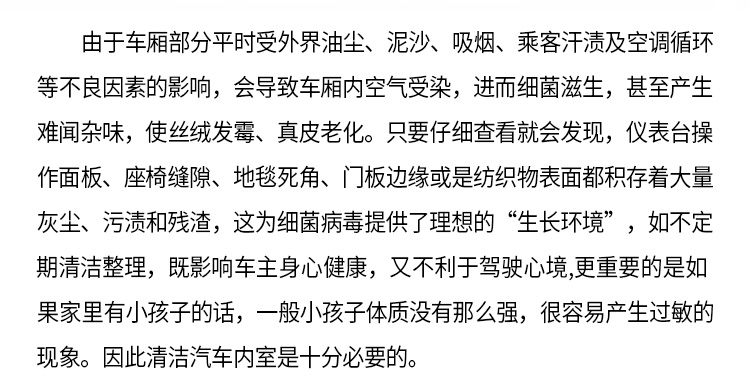 由于车厢部分平时受外界油尘、泥沙、吸烟、乘客汗渍及空调循环
等不良因素的影响，会导致车厢内空气受染，进而细菌滋生，甚至产生
难闻杂味，使丝绒发霉、真皮老化。只要仔细查看就会发现，仪表台操
作面板、座椅缝隙、地毯死角、门板边缘或是纺织物表面都积存着大量
灰尘、污渍和残渣，这为细菌病毒提供了理想的“生长环境”，如不定
期清洁整理，既影响车主身心健康，又不利于驾驶心境,更重要的是如
果家里有小孩子的话，一般小孩子体质没有那么强，很容易产生过敏的
现象。因此清洁汽车内室是十分必要的。